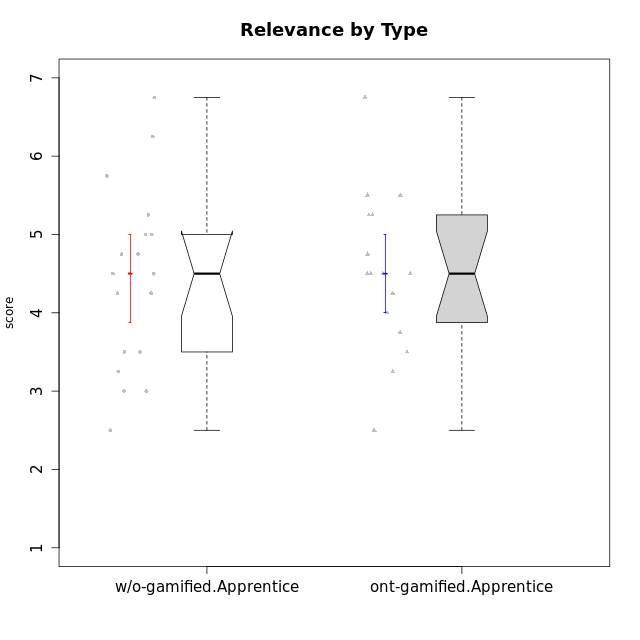 Relevance by Type
7
6
5
4
3
2
1
score
w/o-gamified.Apprentice
ont-gamified.Apprentice